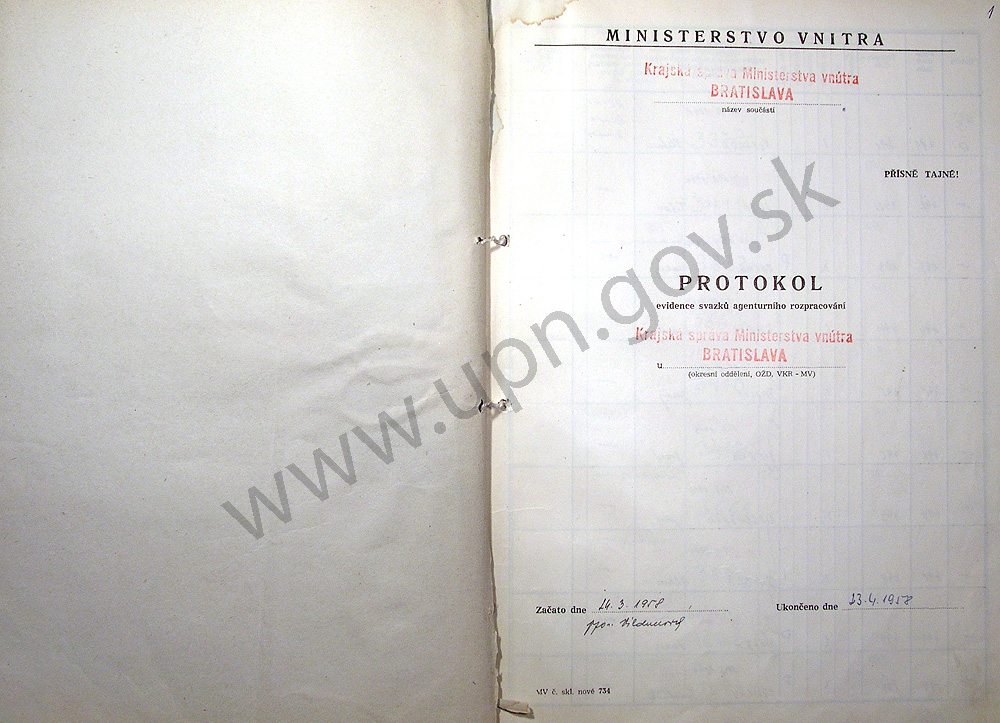 1
MINISTERSTVO VNITRA
Krajská správa Ministerstva vnútra
BRATISLAVA
název součásti
PŘÍSNĚ TAJNÉ!
PROTOKOL
evidence svazků agenturního rozpracování
Krajská správa Ministerstva vnútra
BRATISLAVA
u
(okresní oddělení, OŽD, VKR - MV)
Začato dne 24. 3. 1958
Ukončeno dne 23. 4. 1958
MV č. skl. nové 734
www.upn.gov.sk